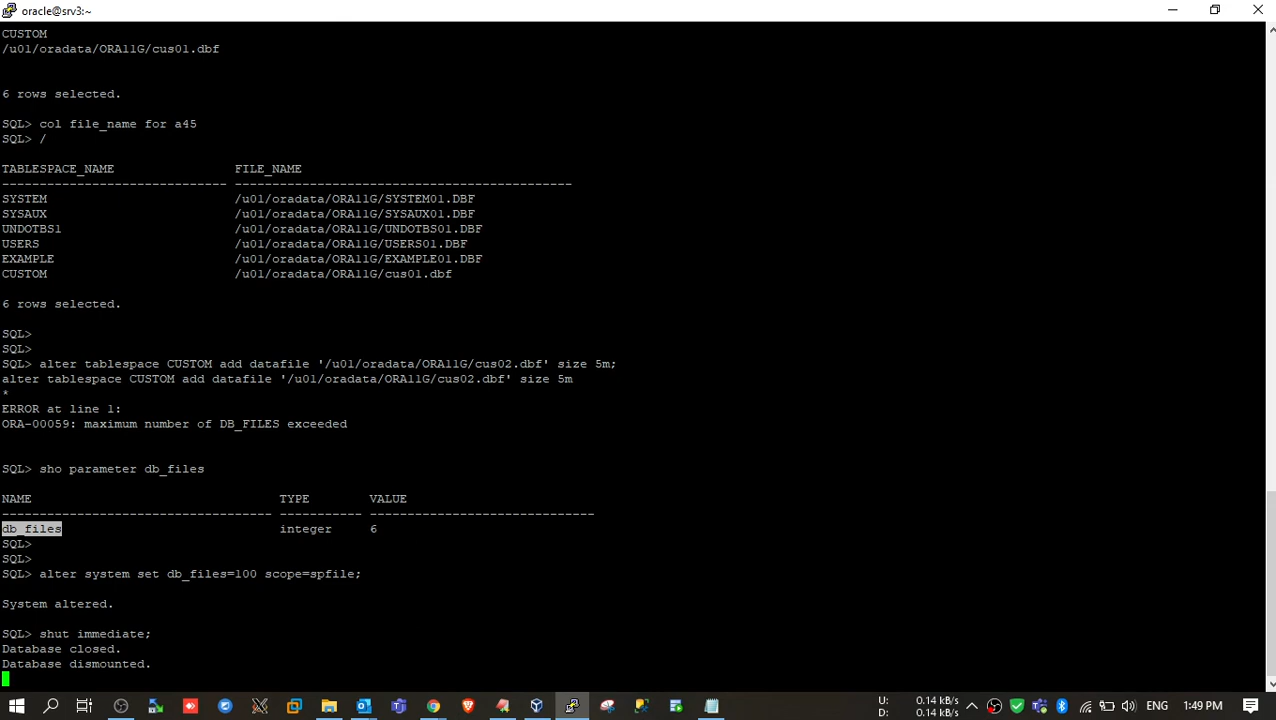 oracle@srv3:~
CUSTOM
/u01/oradata/ORA11G/cus01.dbf
6 rows selected.
SQL> col file_name for a45
SQL> /
TABLESPACE_NAME FILE_NAME
------------------------------ ---------------------------------------------
SYSTEM /u01/oradata/ORA11G/SYSTEM01.DBF
SYSAUX /u01/oradata/ORA11G/SYSAUX01.DBF
UNDOTBS1 /u01/oradata/ORA11G/UNDOTBS01.DBF
USERS /u01/oradata/ORA11G/USERS01.DBF
EXAMPLE /u01/oradata/ORA11G/EXAMPLE01.DBF
CUSTOM /u01/oradata/ORA11G/cus01.dbf
6 rows selected.
SQL>
SQL>
SQL> alter tablespace CUSTOM add datafile '/u01/oradata/ORA11G/cus02.dbf' size 5m;
alter tablespace CUSTOM add datafile '/u01/oradata/ORA11G/cus02.dbf' size 5m
*
ERROR at line 1:
ORA-00059: maximum number of DB_FILES exceeded
SQL> sho parameter db_files
NAME TYPE VALUE
------------------------------------ ----------- ------------------------------
db_files integer 6
SQL>
SQL>
SQL> alter system set db_files=100 scope=spfile;
System altered.
SQL> shut immediate;
Database closed.
Database dismounted.
U: 0.14 kB/s
D: 0.14 kB/s
1:49 PM